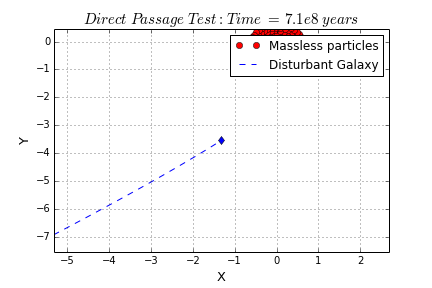 Direct Passage Test : Time = 7.1e8 years
Massless particles
Disturbant Galaxy
0
−1
−2
−3
−4
−5
−6
−7
Y
−5 −4 −3 −2 −1 0 1 2
X